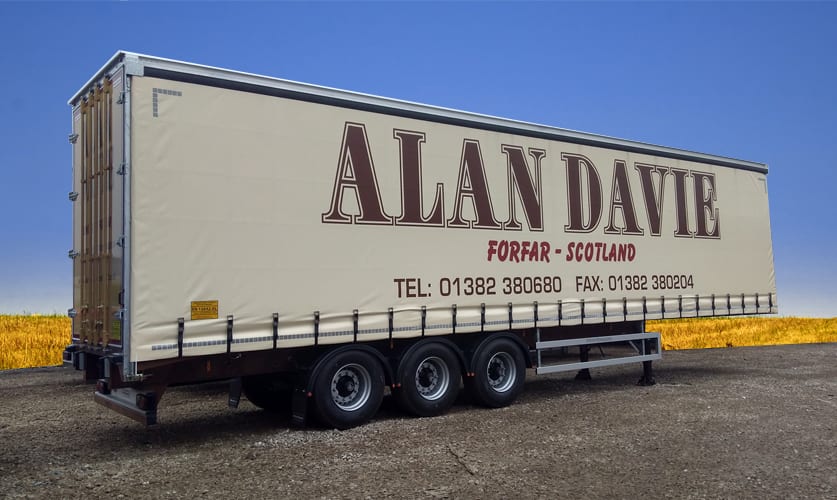 ALAN DAVIE
FORFAR - SCOTLAND
TEL: 01382 380680 FAX: 01382 380204